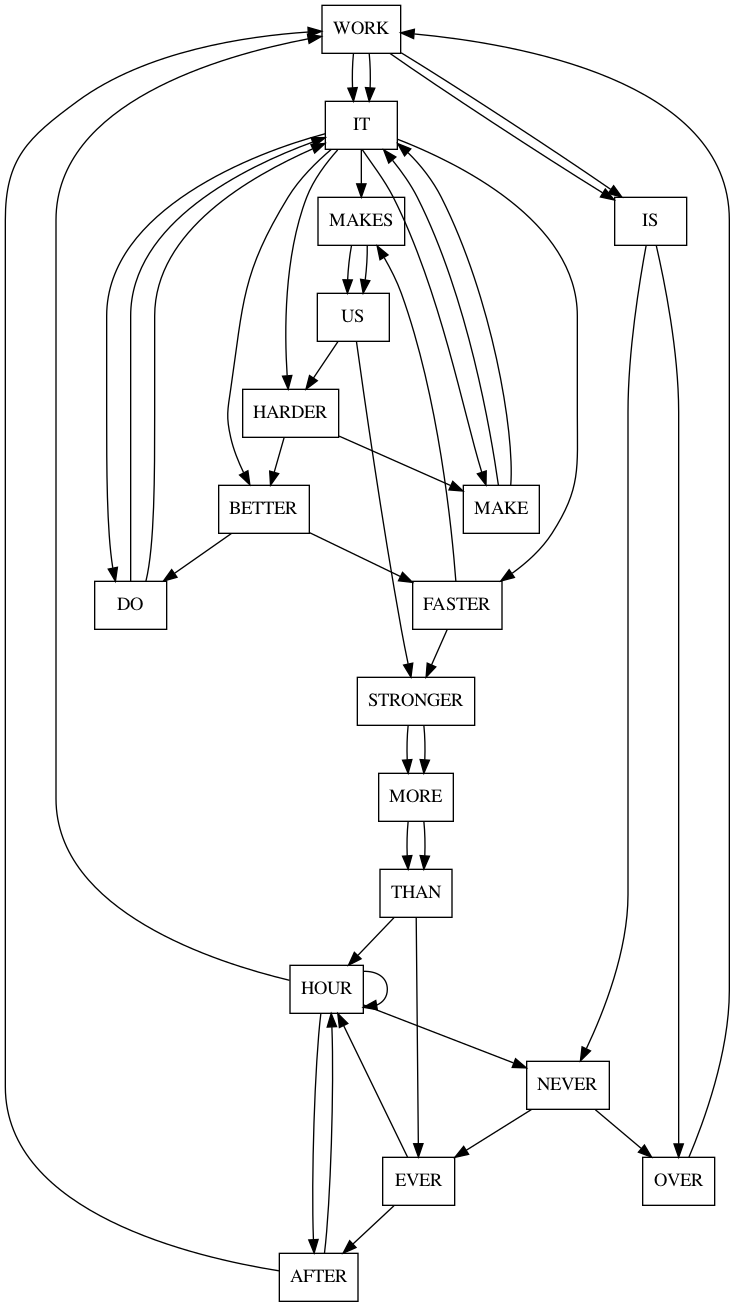 WORK
IT
MAKES
IS
US
HARDER
BETTER
MAKE
DO
FASTER
STRONGER
MORE
THAN
HOUR
NEVER
EVER
OVER
AFTER